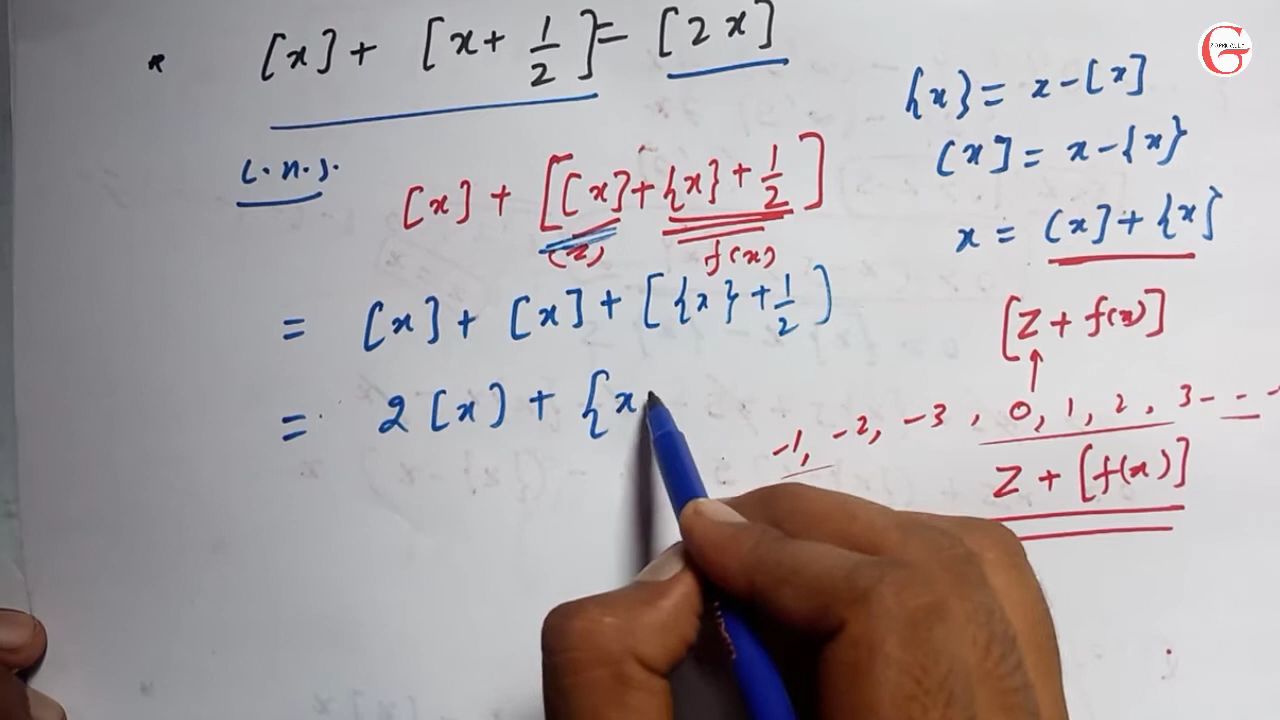 * [x] + [x + 1/2] = [2x]
L.H.S.
[x] + [[x] + {x} + 1/2]
(z) f(x)
= [x] + [x] + [{x} + 1/2]
= 2[x] + {x
{x} = x - [x]
[x] = x - {x}
x = [x] + {x}
[Z + f(x)]
-1, -2, -3, 0, 1, 2, 3 - - -
Z + [f(x)]
G